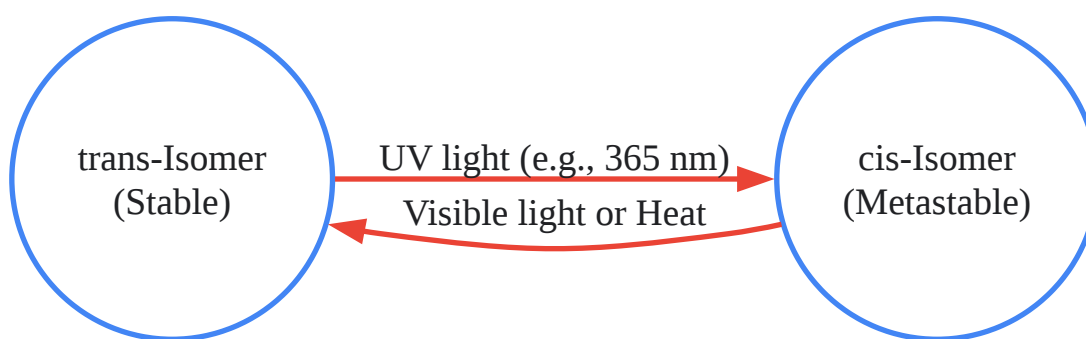 trans-Isomer
(Stable)
UV light (e.g., 365 nm)
Visible light or Heat
cis-Isomer
(Metastable)